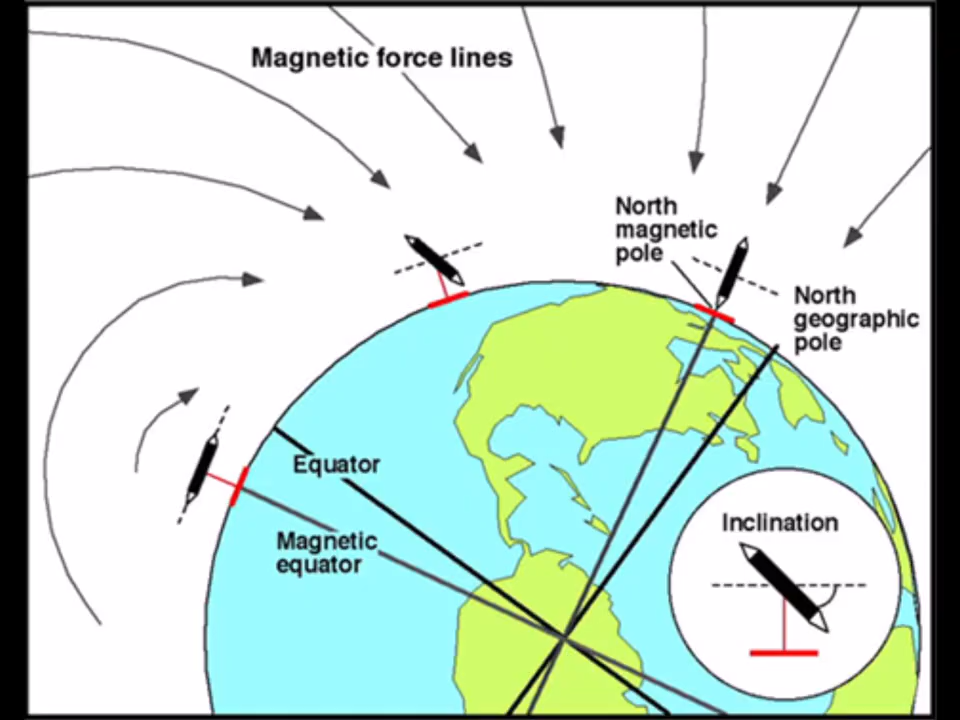 Magnetic force lines
North
magnetic
pole
North
geographic
pole
Equator
Magnetic
equator
Inclination